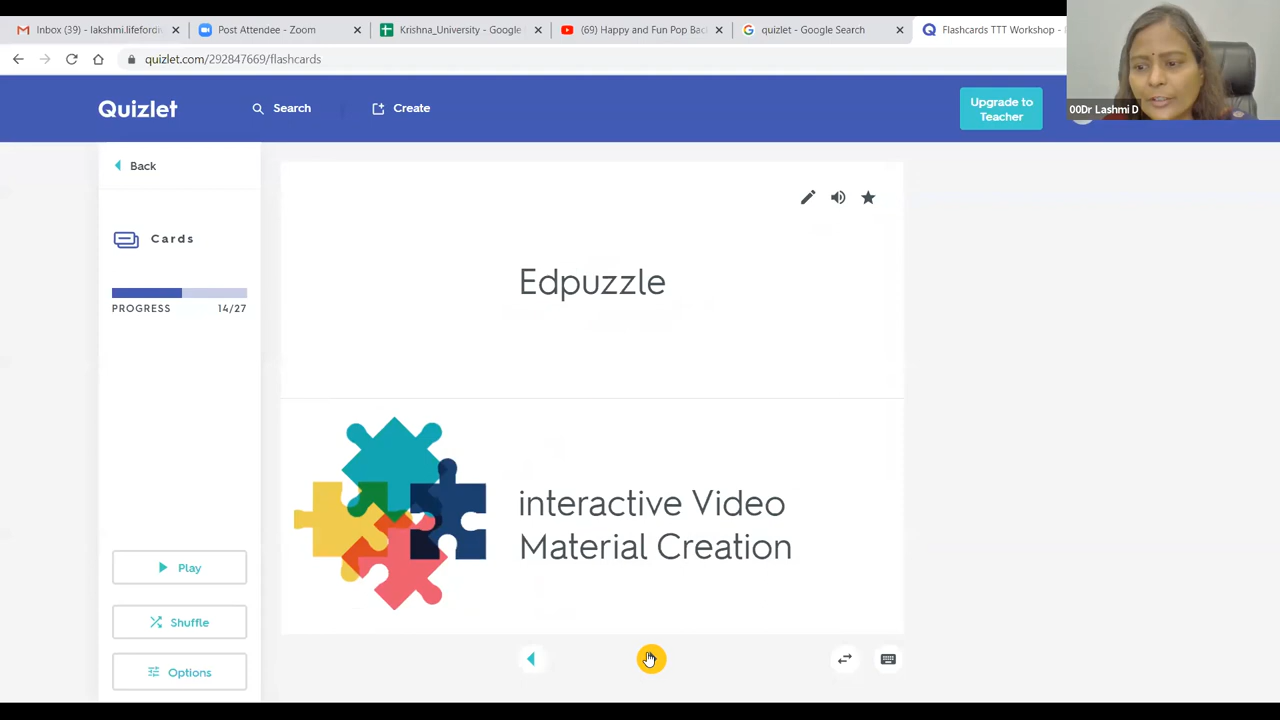 Inbox (39) - lakshmi.lifeford
Post Attendee - Zoom
Krishna_University - Google
(69) Happy and Fun Pop Bac
quizlet - Google Search
Flashcards TTT Workshop -
quizlet.com/292847669/flashcards
Quizlet
Search
Create
Upgrade to
Teacher
00Dr Lashmi D
Back
Cards
PROGRESS 14/27
Edpuzzle
interactive Video
Material Creation
Play
Shuffle
Options